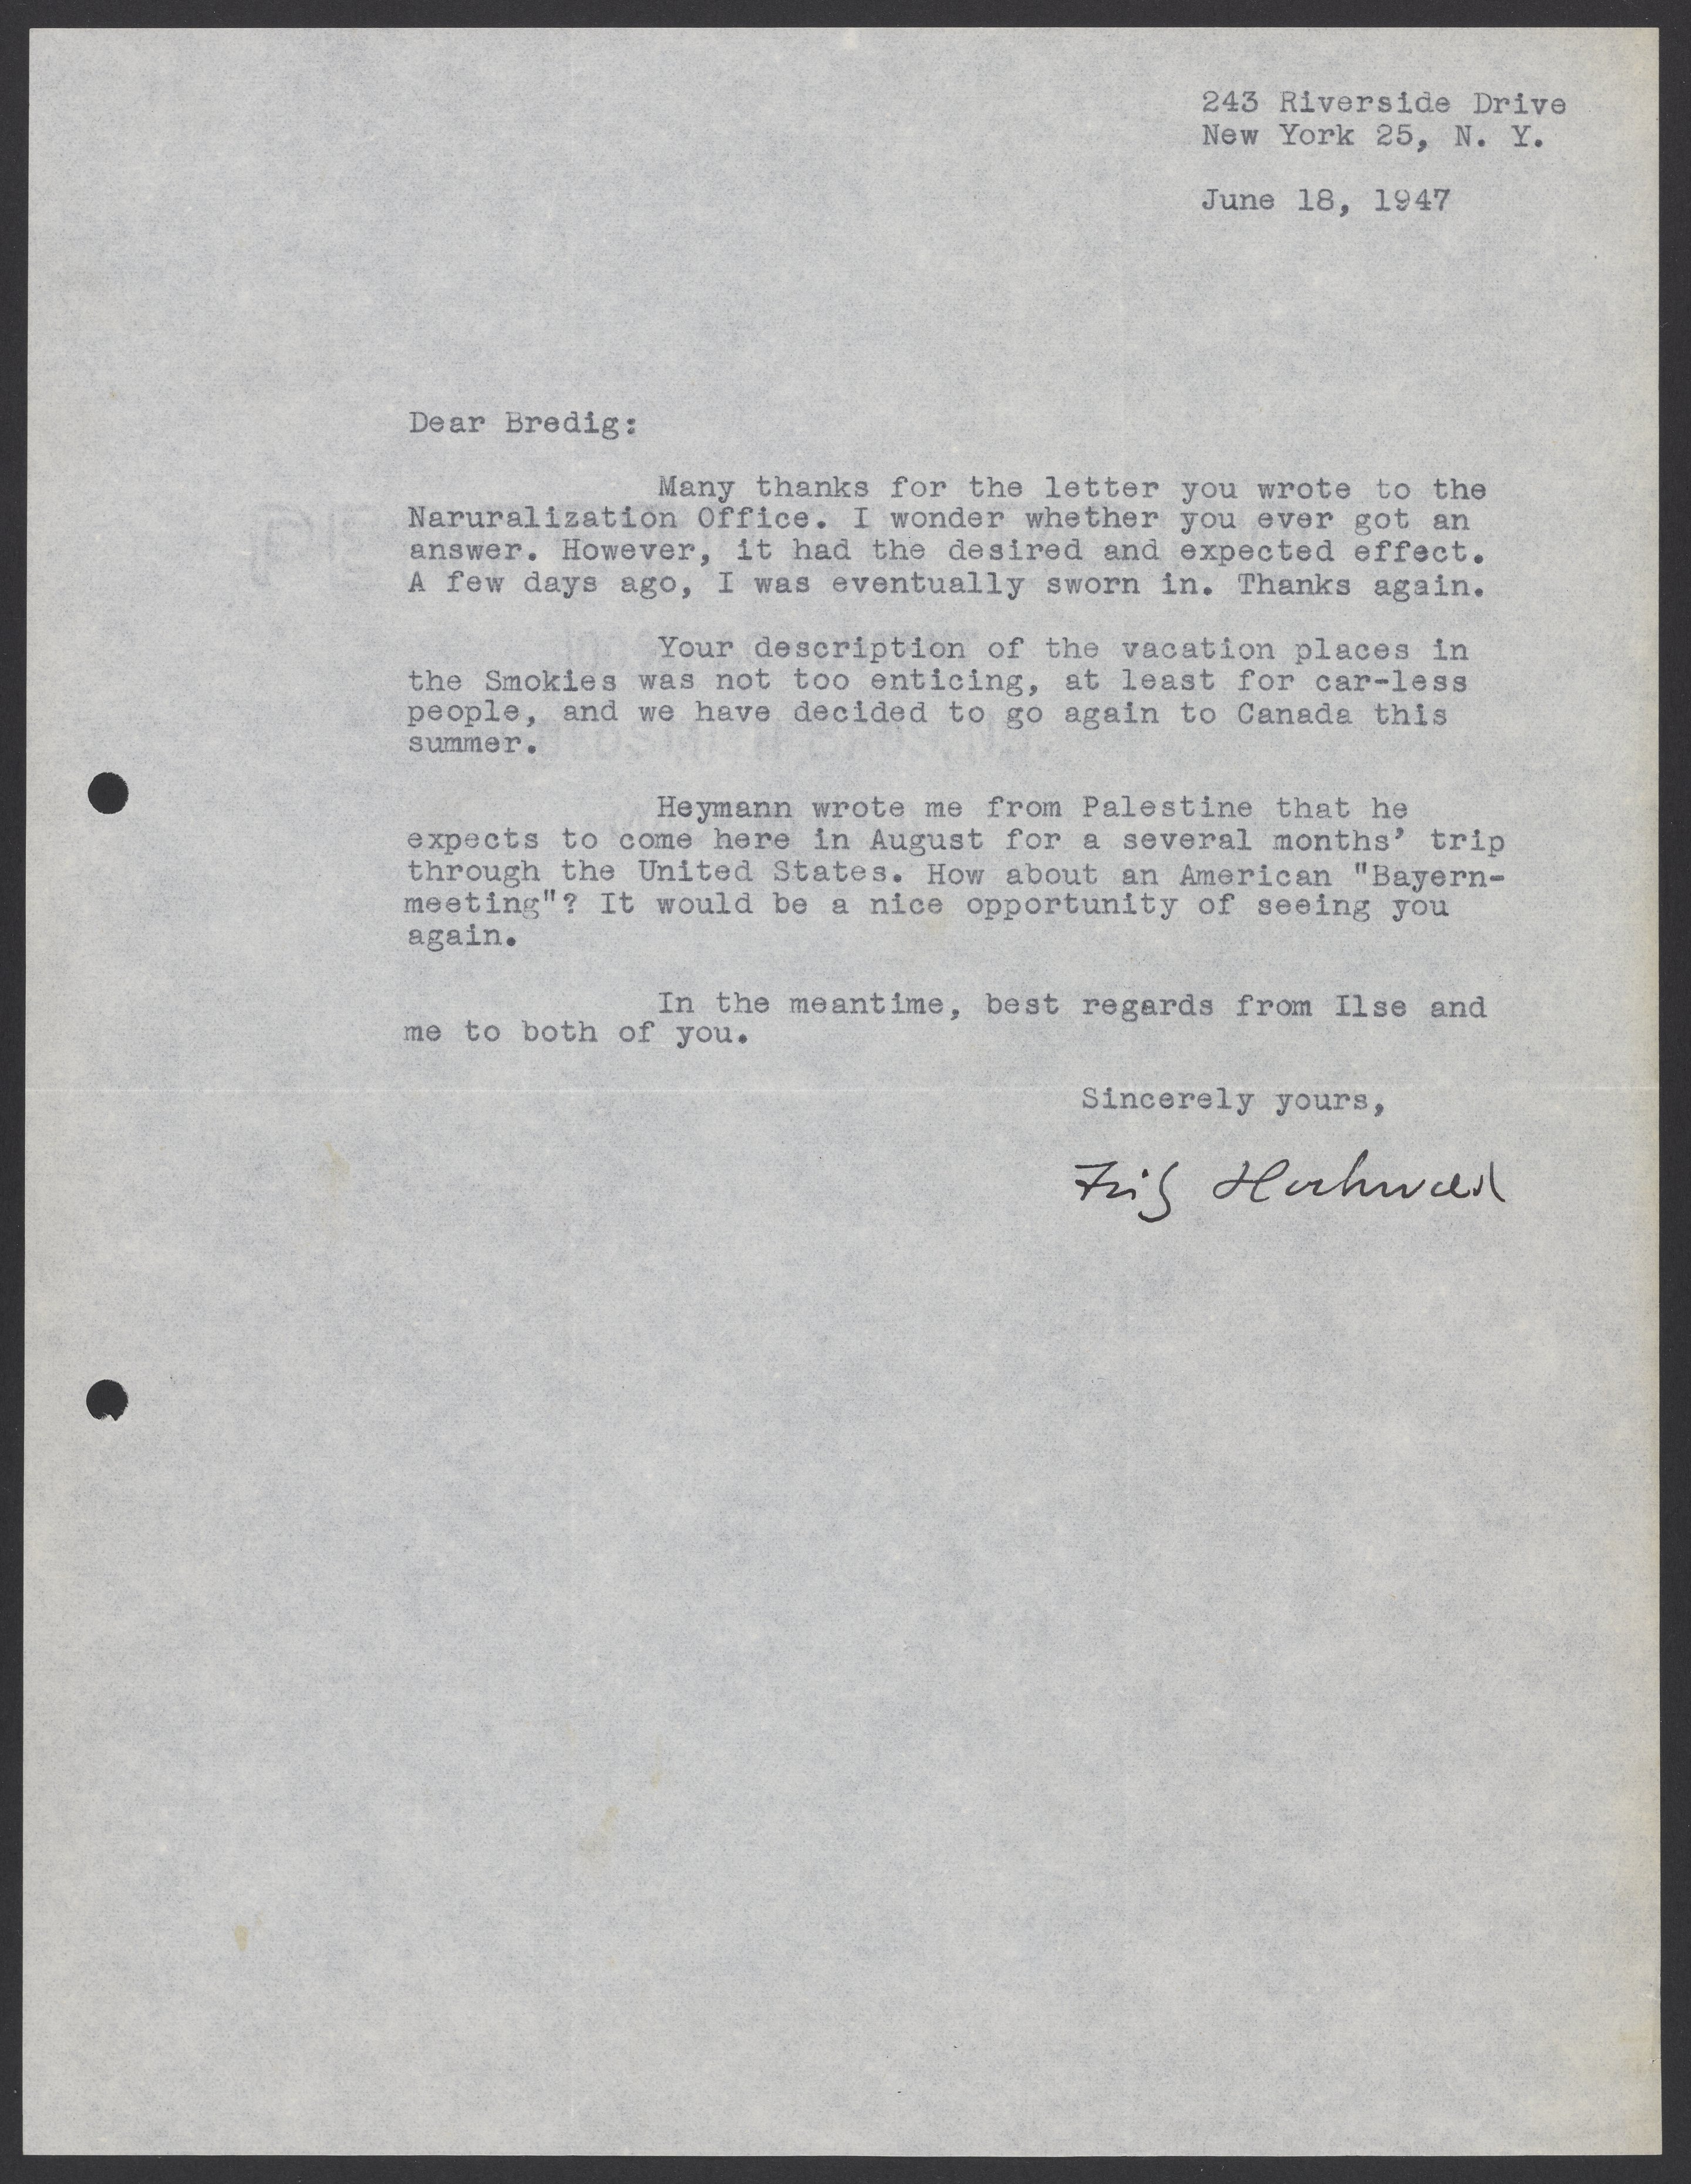 243 Riverside Drive
New York 25, N. Y.
June 18, 1947
Dear Bredig:
Many thanks for the letter you wrote to the
Naruralization Office. I wonder whether you ever got an
answer. However, it had the desired and expected effect.
A few days ago, I was eventually sworn in. Thanks again.
Your description of the vacation places in
the Smokies was not too enticing, at least for car-less
people, and we have decided to go again to Canada this
summer.
Heymann wrote me from Palestine that he
expects to come here in August for a several months' trip
through the United States. How about an American "Bayern-
meeting"? It would be a nice opportunity of seeing you
again.
In the meantime, best regards from Ilse and
me to both of you.
Sincerely yours,
Fritz Hochwald